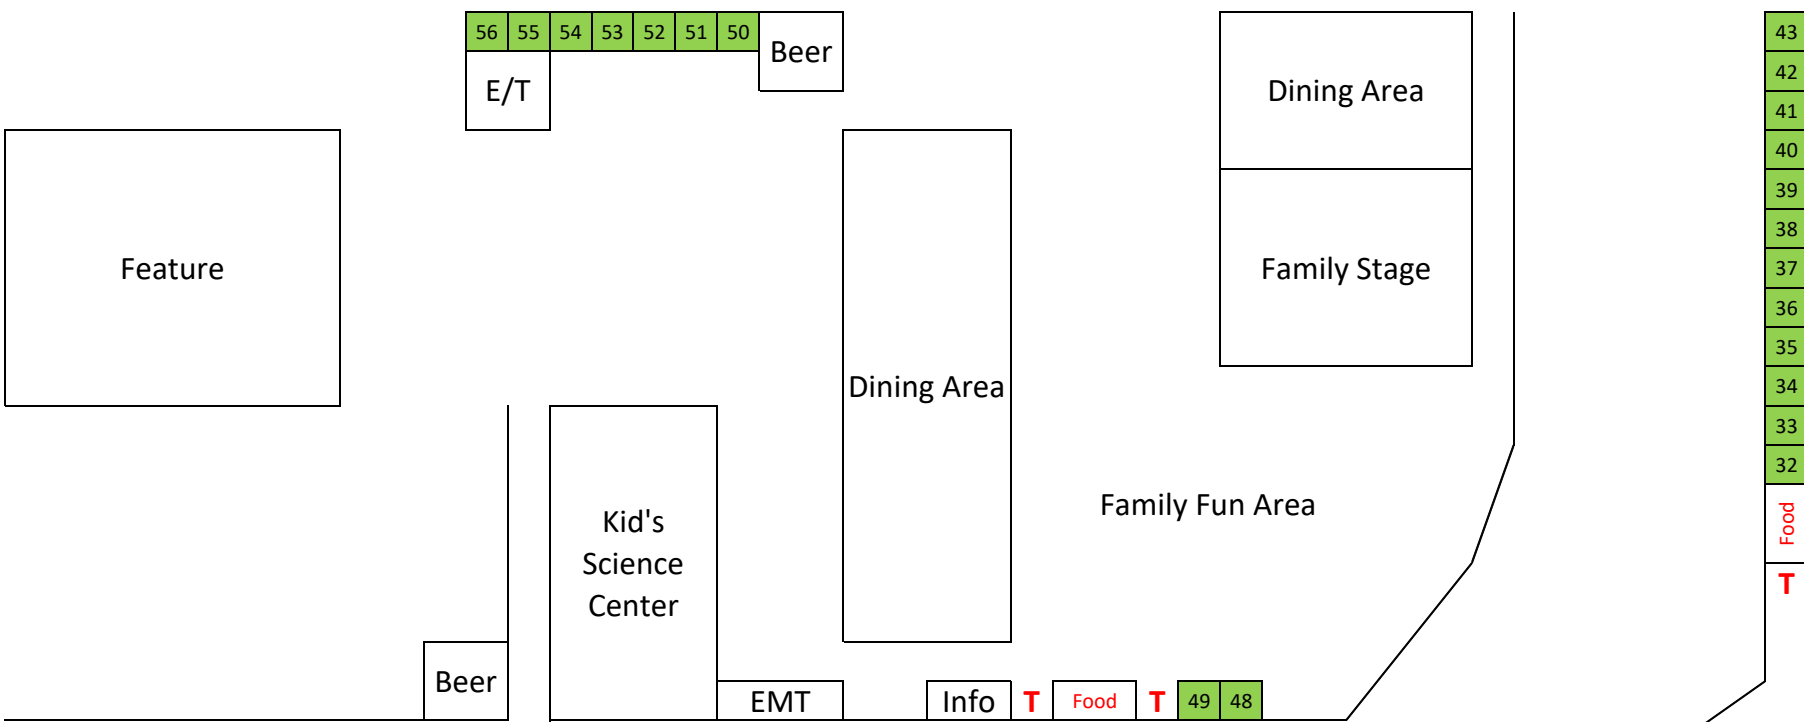 56 55 54 53 52 51 50
Beer
E/T
Dining Area
Feature
Family Stage
Dining Area
Family Fun Area
Kid's
Science
Center
Beer
EMT
Info
T
Food
T
49 48
43
42
41
40
39
38
37
36
35
34
33
32
Food
T